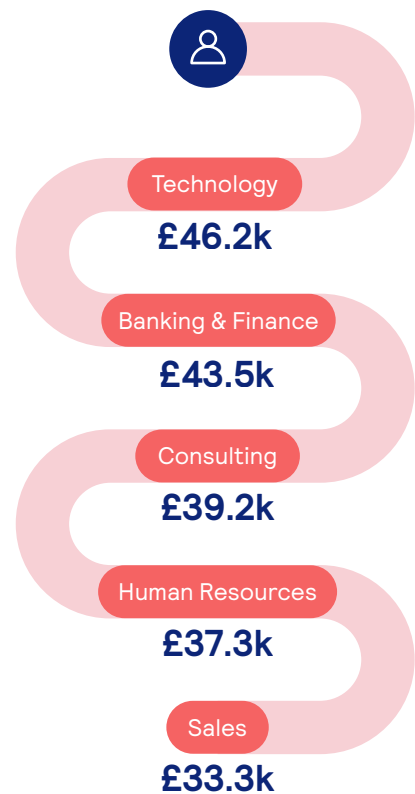 Technology
£46.2k
Banking & Finance
£43.5k
Consulting
£39.2k
Human Resources
£37.3k
Sales
£33.3k